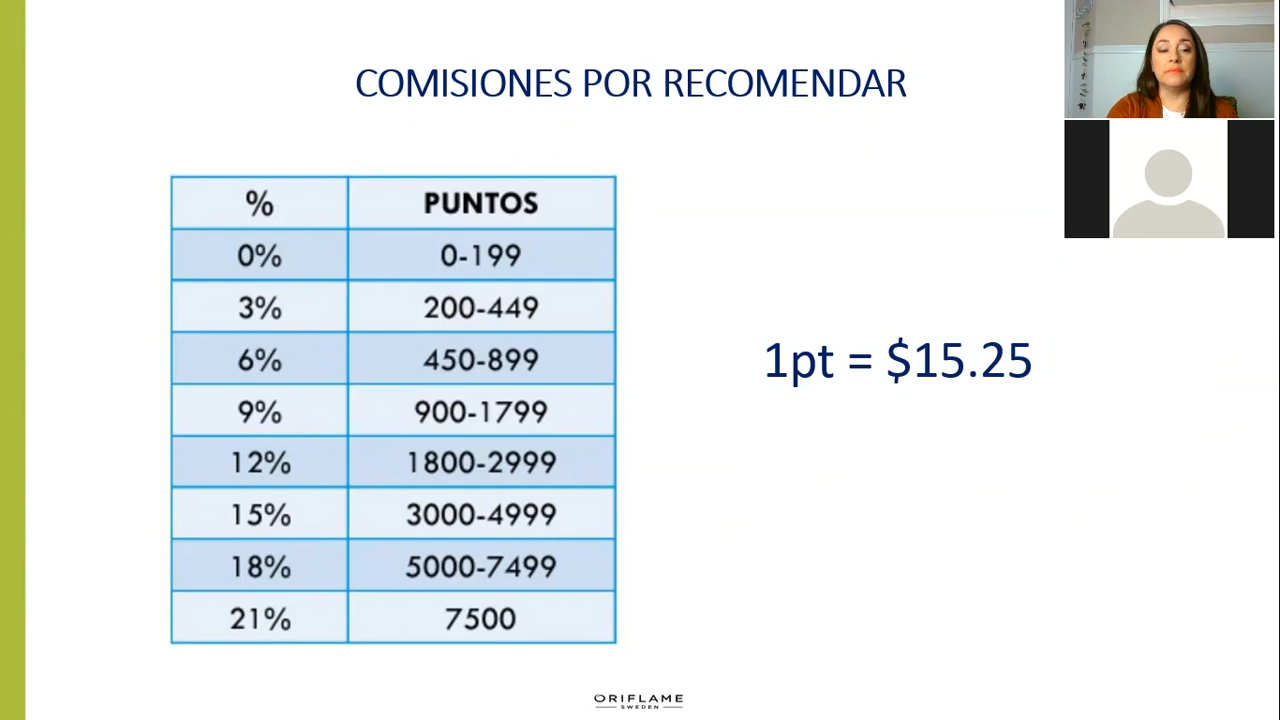 COMISIONES POR RECOMENDAR
% PUNTOS
0% 0-199
3% 200-449
6% 450-899
9% 900-1799
12% 1800-2999
15% 3000-4999
18% 5000-7499
21% 7500
1pt = $15.25
ORIFLAME
SWEDEN